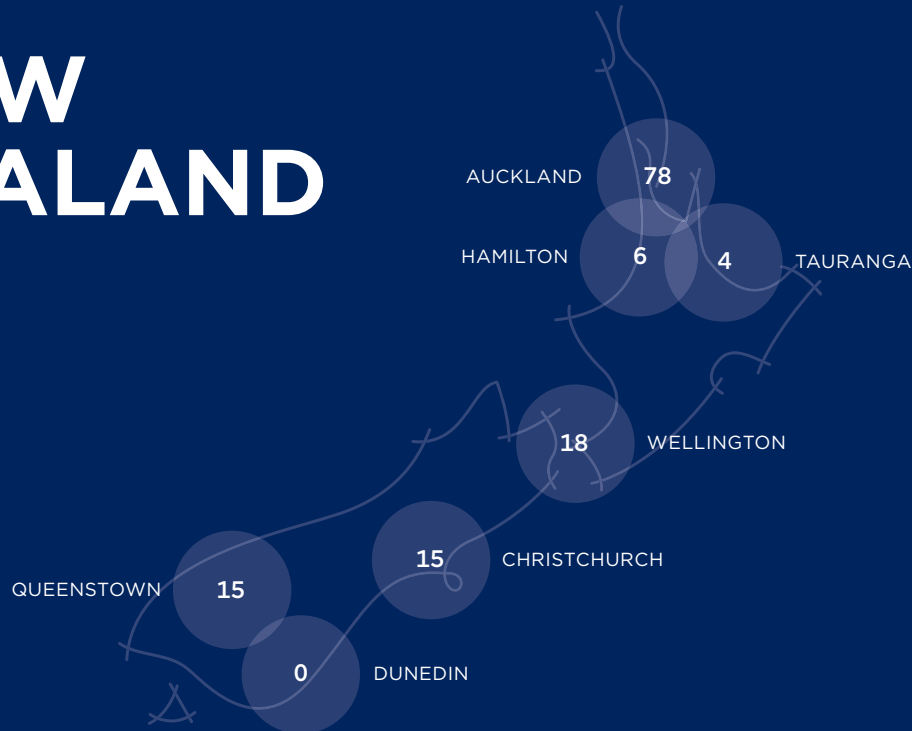 W
ALAND
AUCKLAND 78
HAMILTON 6 4 TAURANGA
18 WELLINGTON
15 CHRISTCHURCH
QUEENSTOWN 15
0 DUNEDIN